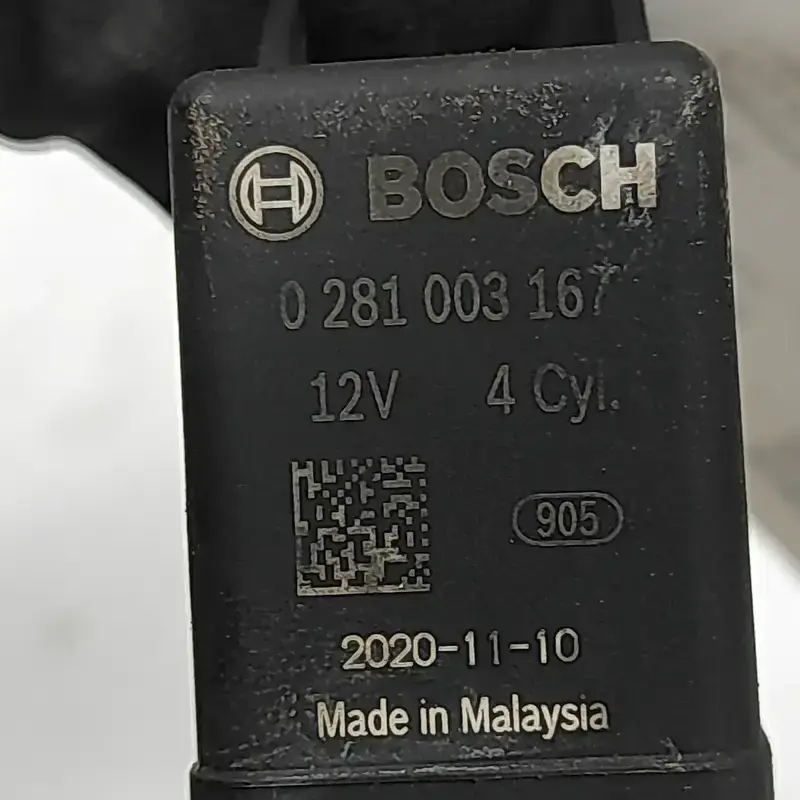 BOSCH
0 281 003 167
12V 4 Cyl.
905
2020-11-10
Made in Malaysia